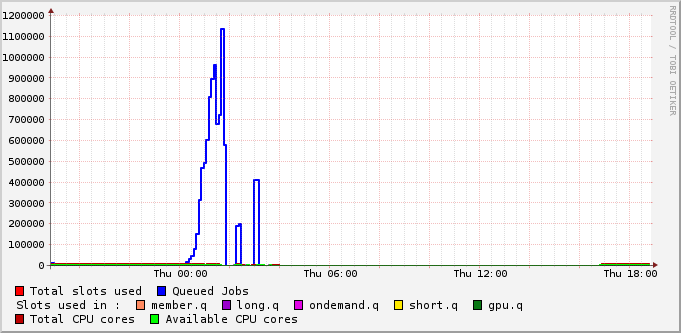 RRDTOOL / TOBI OETIKER
1200000
1100000
1000000
900000
800000
700000
600000
500000
400000
300000
200000
100000
0
Thu 00:00 Thu 06:00 Thu 12:00 Thu 18:00
Total slots used Queued Jobs
Slots used in : member.q long.q ondemand.q short.q gpu.q
Total CPU cores Available CPU cores